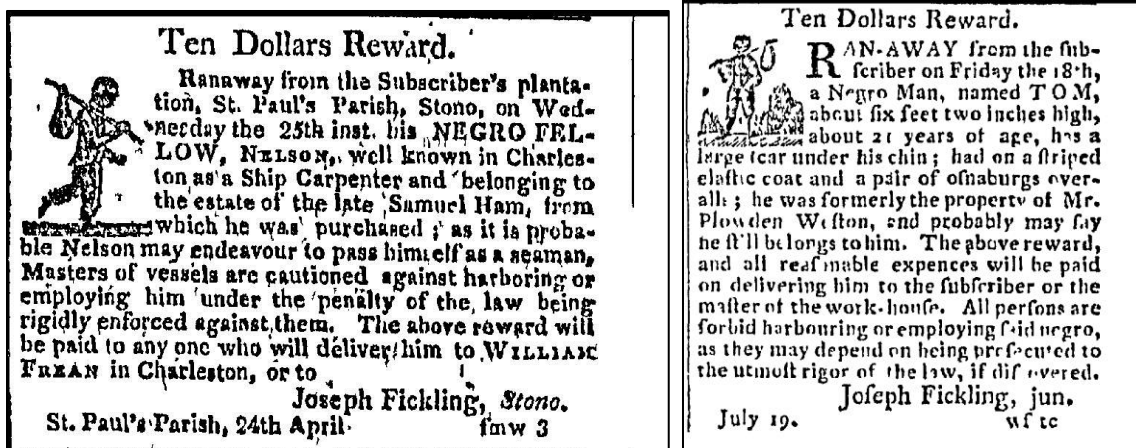 Ten Dollars Reward.
Ranaway from the Subscriber's planta-
tion, St. Paul's Parish, Stono, on Wed-
nerday the 25th inst. his NEGRO FEL-
LOW, NELSON, well known in Charles-
ton as a Ship Carpenter and belonging to
the estate of the late Samuel Ham, from
which he was purchased; as it is proba-
ble Nelson may endeavour to pass himself as a seaman,
Masters of vessels are cautioned against harboring or
employing him under the penalty of the law being
rigidly enforced against them. The above reward will
be paid to any one who will deliver him to WILLIAM
FREAN in Charleston, or to
Joseph Fickling, Stono.
St. Paul's Parish, 24th April fmw 3
Ten Dollars Reward.
RAN-AWAY from the sub-
ſcriber on Friday the 18th,
a Negro Man, named TOM,
about ſix feet two inches high,
about 21 years of age, has a
large ſcar under his chin; had on a ſtriped
elaſtic coat and a pair of oſnaburgs over-
alls; he was formerly the property of Mr.
Plowden Weſton, and probably may ſay
he ſt'll belongs to him. The above reward,
and all reaſonable expences will be paid
on delivering him to the ſubſcriber or the
maſter of the work-houſe. All perſons are
forbid harbouring or employing ſaid negro,
as they may depend on being proſecuted to
the utmoſt rigor of the law, if diſcovered.
Joſeph Fickling, jun.
July 19. wſ tc